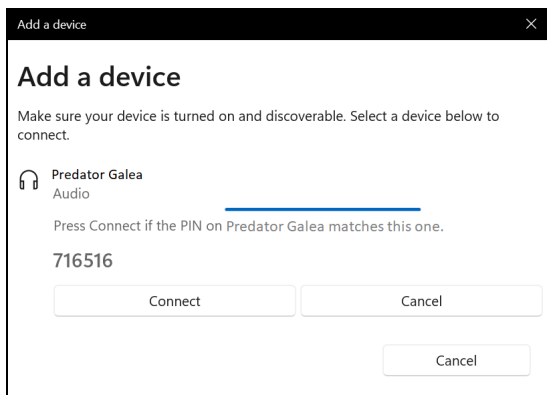 Add a device
Add a device
Make sure your device is turned on and discoverable. Select a device below to
connect.
Predator Galea
Audio
Press Connect if the PIN on Predator Galea matches this one.
716516
Connect
Cancel
Cancel